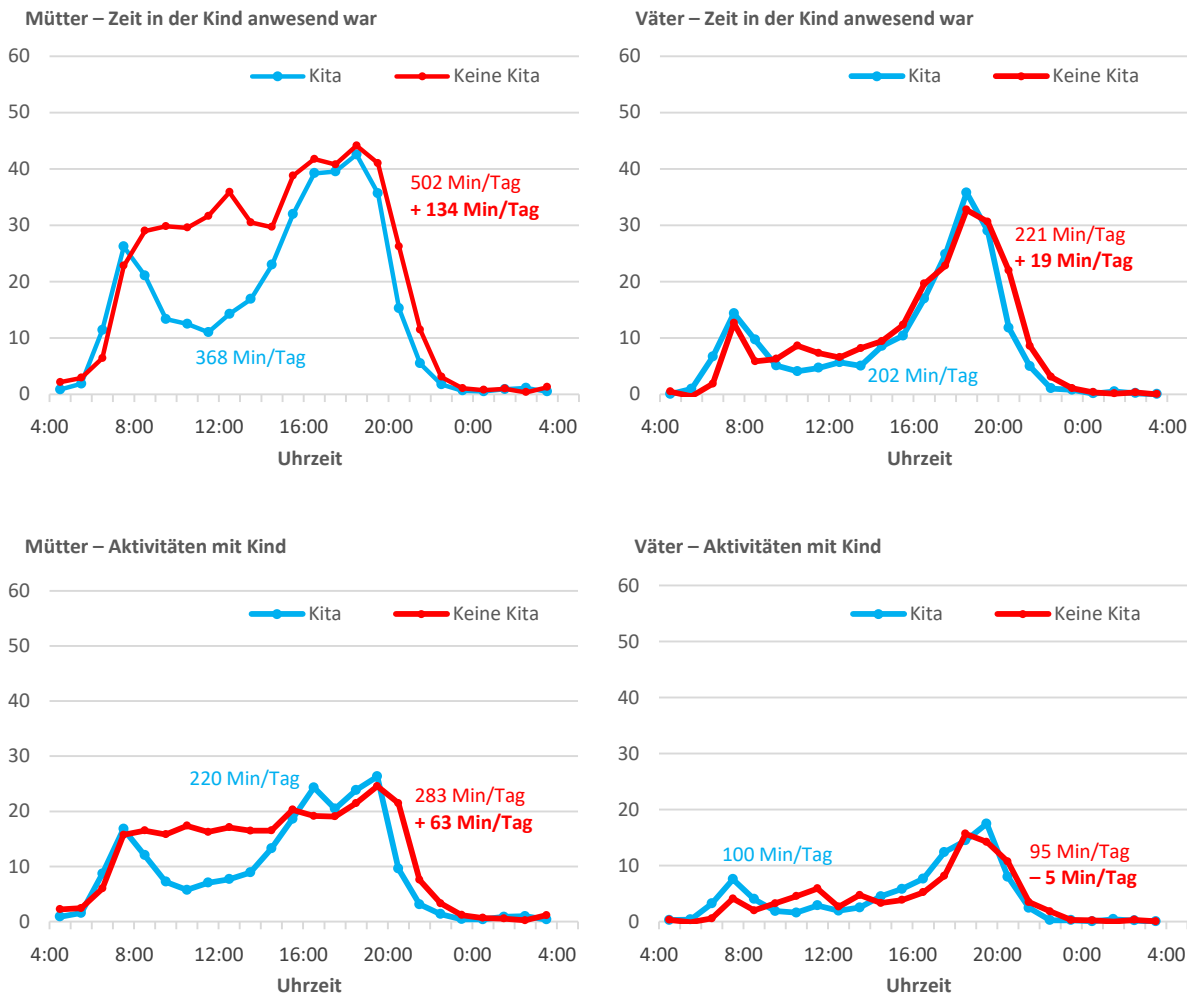 Mütter – Zeit in der Kind anwesend war
60
50
40
30
20
10
0
Kita
Keine Kita
502 Min/Tag
+ 134 Min/Tag
368 Min/Tag
4:00 8:00 12:00 16:00 20:00 0:00 4:00
Uhrzeit
Väter – Zeit in der Kind anwesend war
60
50
40
30
20
10
0
Kita
Keine Kita
221 Min/Tag
+ 19 Min/Tag
202 Min/Tag
4:00 8:00 12:00 16:00 20:00 0:00 4:00
Uhrzeit
Mütter – Aktivitäten mit Kind
60
50
40
30
20
10
0
Kita
Keine Kita
220 Min/Tag
283 Min/Tag
+ 63 Min/Tag
4:00 8:00 12:00 16:00 20:00 0:00 4:00
Uhrzeit
Väter – Aktivitäten mit Kind
60
50
40
30
20
10
0
Kita
Keine Kita
100 Min/Tag
95 Min/Tag
– 5 Min/Tag
4:00 8:00 12:00 16:00 20:00 0:00 4:00
Uhrzeit